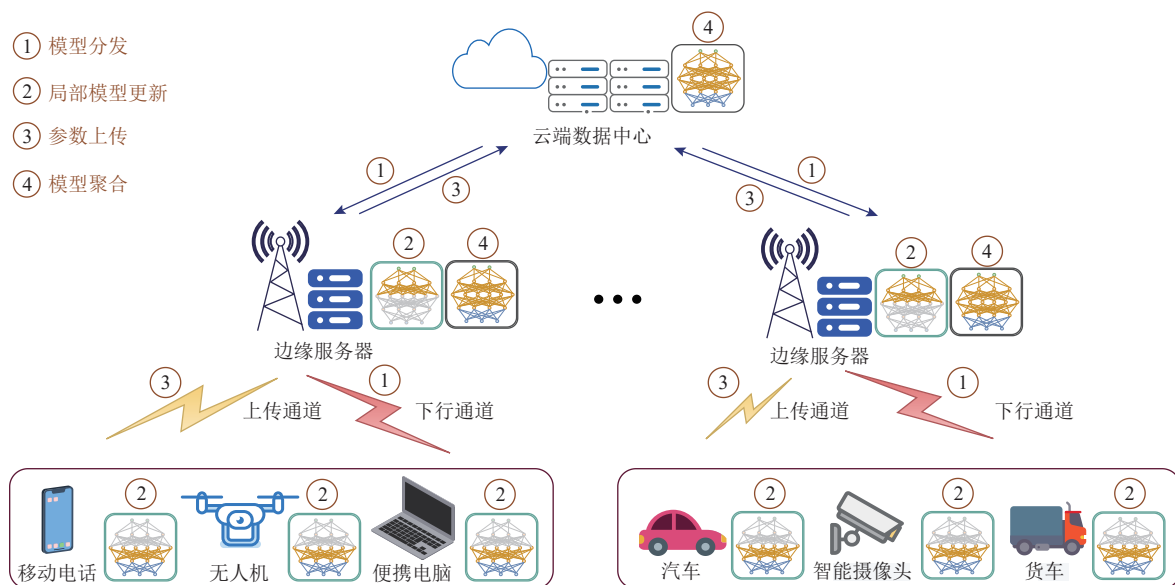 ① 模型分发
② 局部模型更新
③ 参数上传
④ 模型聚合
④
云端数据中心
①
③
①
③
②
④
②
④
边缘服务器
边缘服务器
③
上传通道
①
下行通道
③
上传通道
①
下行通道
②
②
②
②
②
②
移动电话
无人机
便携电脑
汽车
智能摄像头
货车